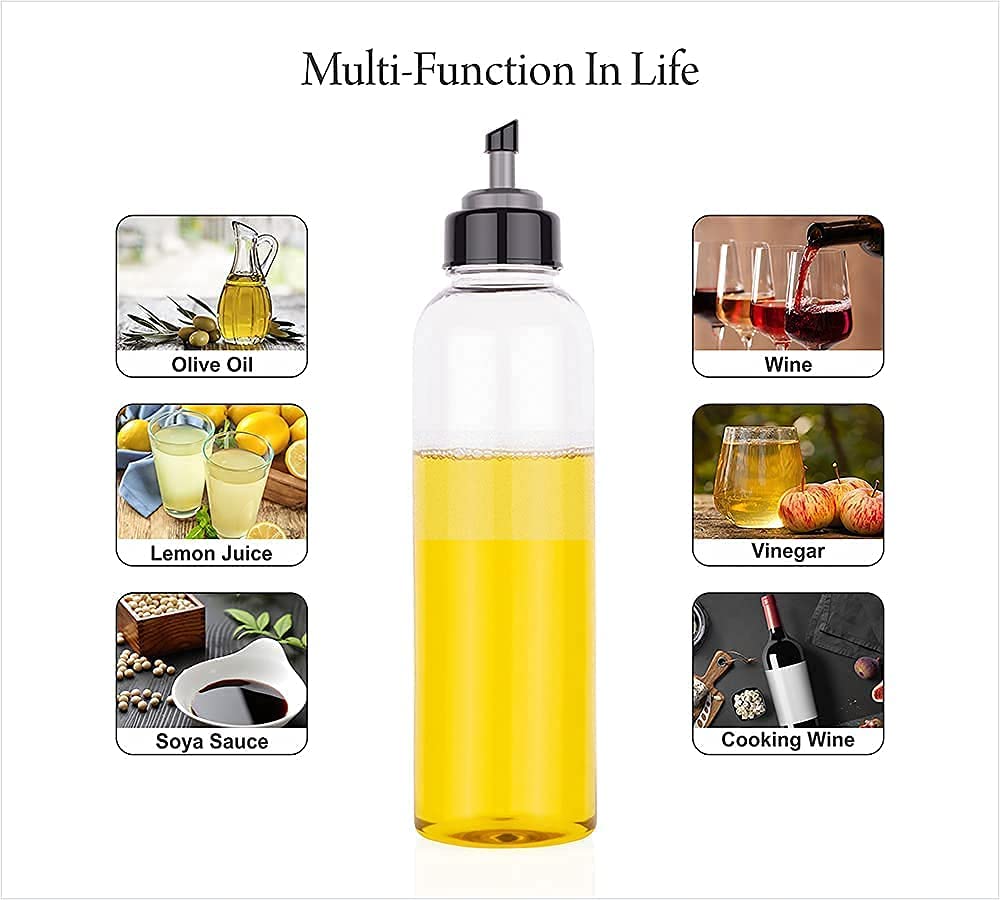 Multi-Function In Life
Olive Oil
Wine
Lemon Juice
Vinegar
Soya Sauce
Cooking Wine